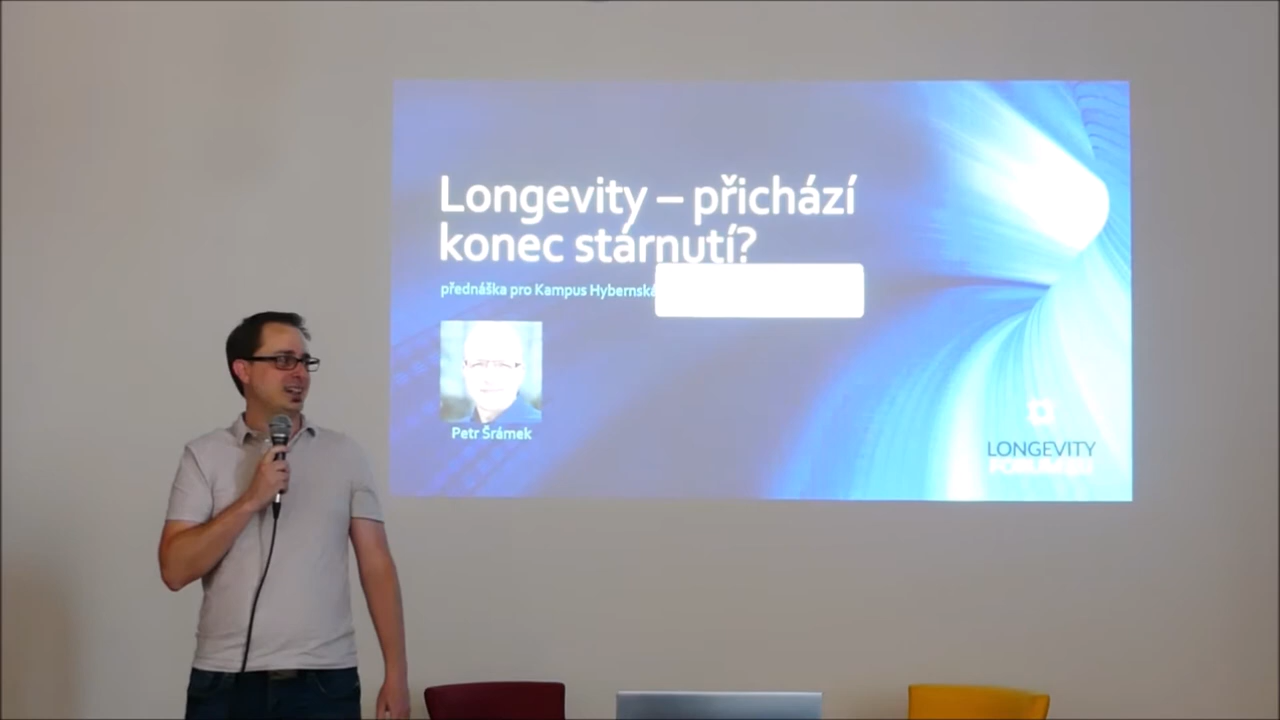 Longevity – přichází
konec stárnutí?
přednáška pro Kampus Hybernská
Petr Šrámek
LONGEVITY